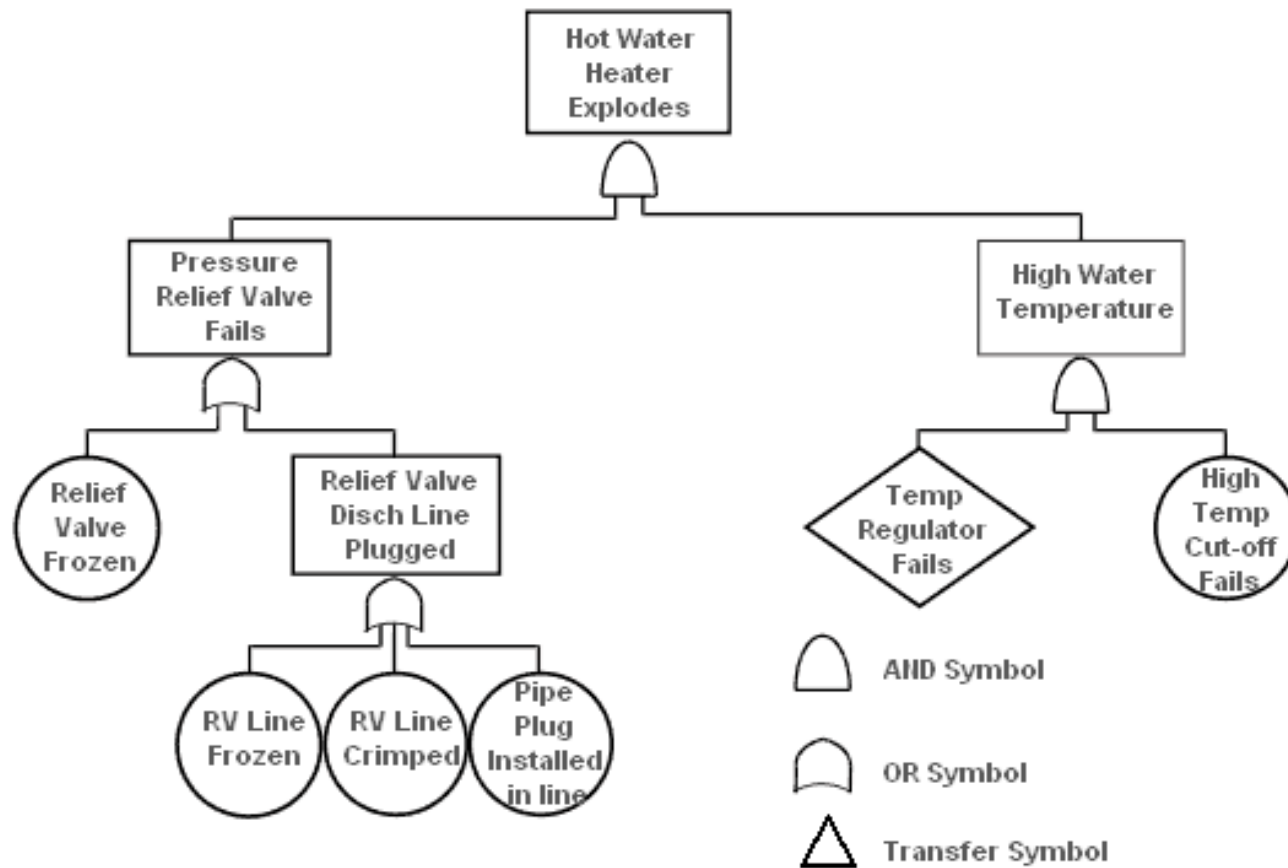 Hot Water
Heater
Explodes
Pressure
Relief Valve
Fails
High Water
Temperature
Relief
Valve
Frozen
Relief Valve
Disch Line
Plugged
Temp
Regulator
Fails
High
Temp
Cut-off
Fails
RV Line
Frozen
RV Line
Crimped
Pipe
Plug
Installed
in line
AND Symbol
OR Symbol
Transfer Symbol